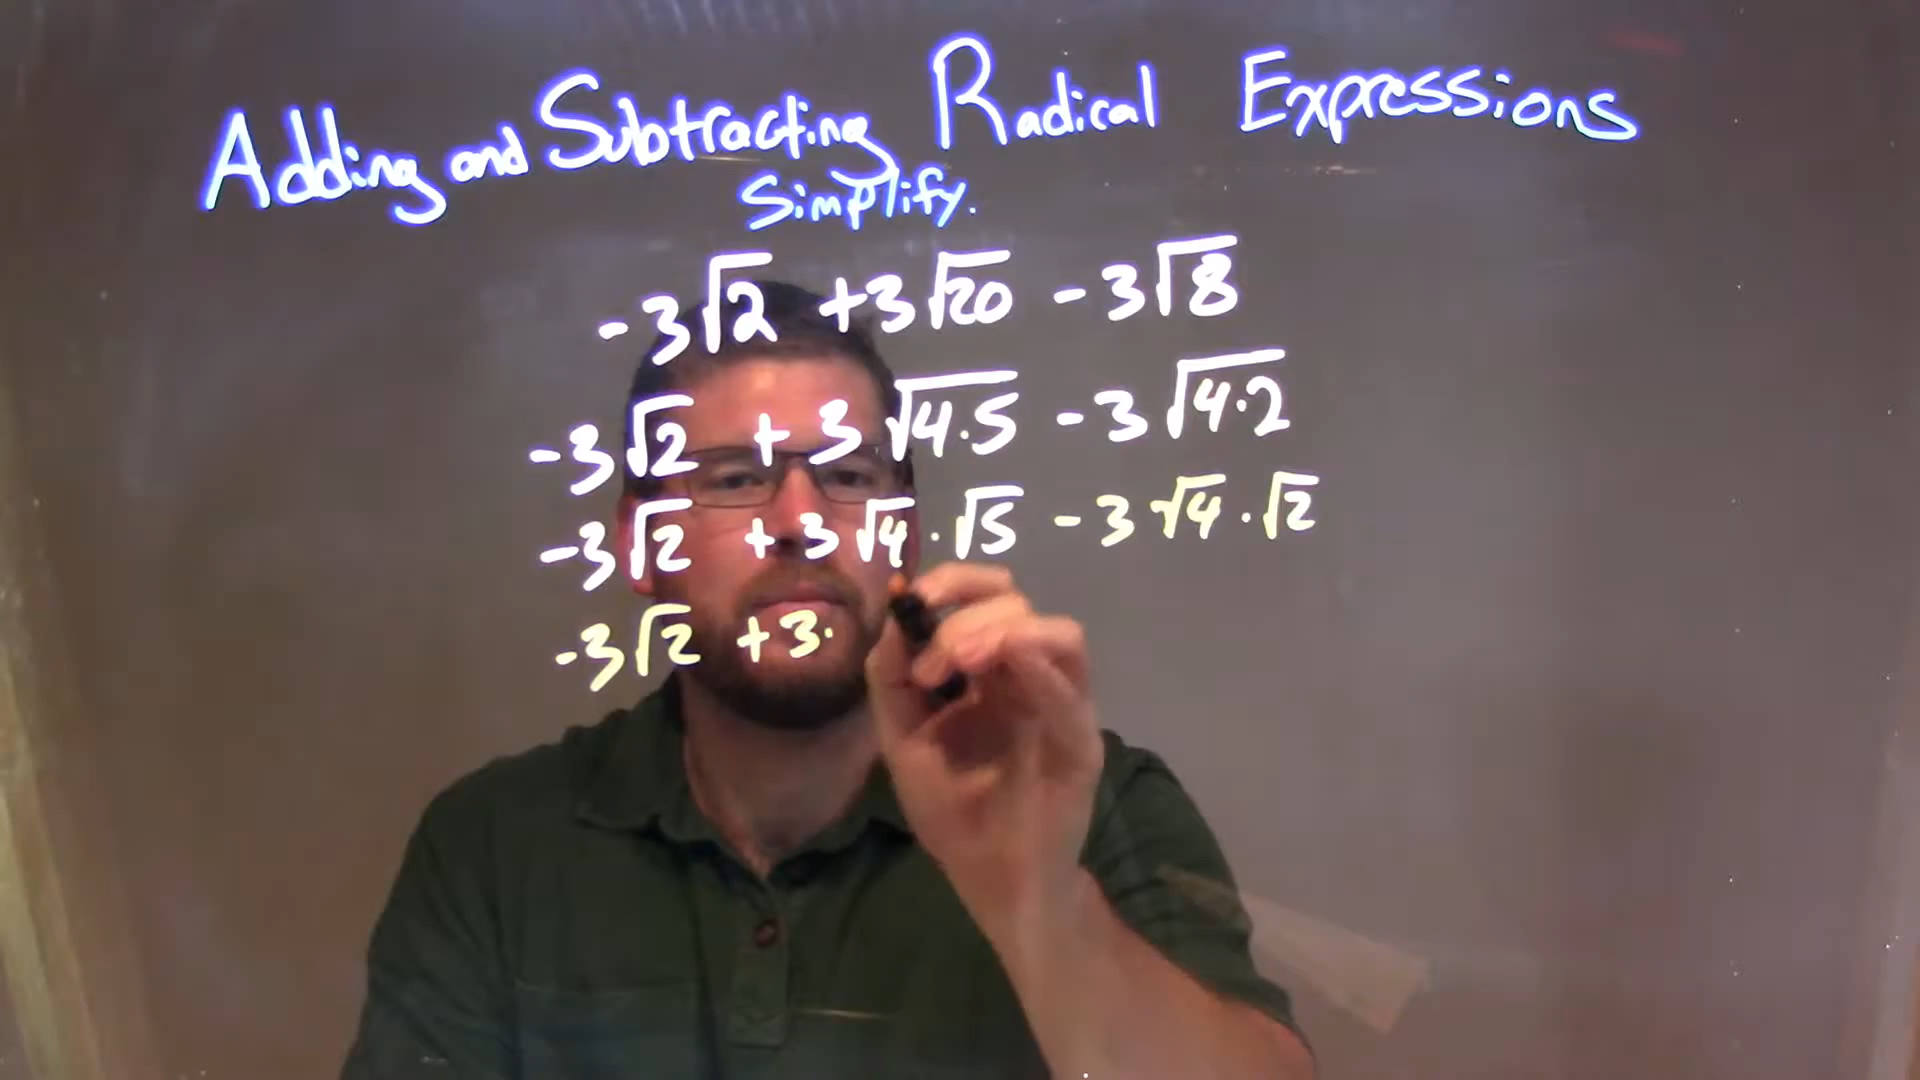 Adding and Subtracting Radical Expressions
Simplify.
-3√2 +3√20 -3√8
-3√2 + 3√4·5 -3√4·2
-3√2 +3√4·√5 -3√4·√2
-3√2 +3·